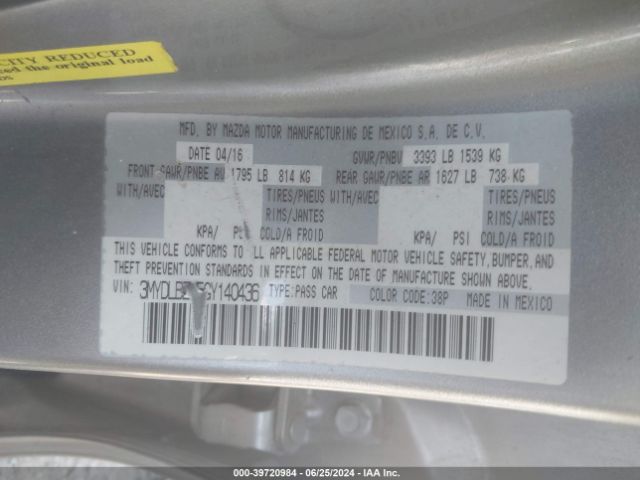 CITY REDUCED
the original load
MFD. BY MAZDA MOTOR MANUFACTURING DE MEXICO S.A. DE C.V.
DATE 04/16 GVWR/PNBV 3393 LB 1539 KG
FRONT GAWR/PNBE AV 1795 LB 814 KG REAR GAWR/PNBE AR 1627 LB 738 KG
WITH/AVEC TIRES/PNEUS WITH/AVEC TIRES/PNEUS
RIMS/JANTES RIMS/JANTES
KPA/ PSI COLD/A FROID KPA/ PSI COLD/A FROID
THIS VEHICLE CONFORMS TO LL APPLICABLE FEDERAL MOTOR VEHICLE SAFETY,BUMPER,AND
THEFT PREVENTION STANDARDS IN EFFECT ON THE DATE OF MANUFACTURE SHOWN ABOVE.
VIN: TYPE:PASS CAR COLOR CODE:38P MADE IN MEXICO
000-39720984 - 06/25/2024 - IAA Inc.